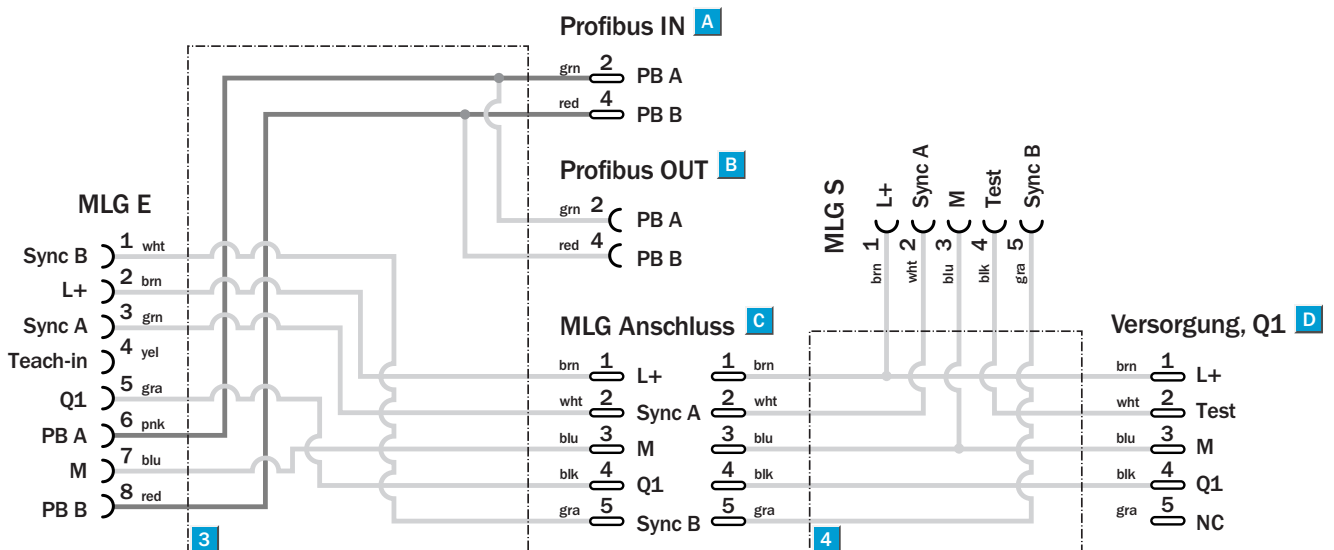 Profibus IN A
grn 2 PB A
red 4 PB B
Profibus OUT B
grn 2 PB A
red 4 PB B
MLG E
Sync B 1 wht
L+ 2 brn
Sync A 3 grn
Teach-in 4 yel
Q1 5 gra
PB A 6 pnk
M 7 blu
PB B 8 red
3
MLG S
L+ 1 brn
Sync A 2 wht
M 3 blu
Test 4 blk
Sync B 5 gra
MLG Anschluss C
brn 1 L+ 1 brn
wht 2 Sync A 2 wht
blu 3 M 3 blu
blk 4 Q1 4 blk
gra 5 Sync B 5 gra
4
Versorgung, Q1 D
brn 1 L+
wht 2 Test
blu 3 M
blk 4 Q1
gra 5 NC